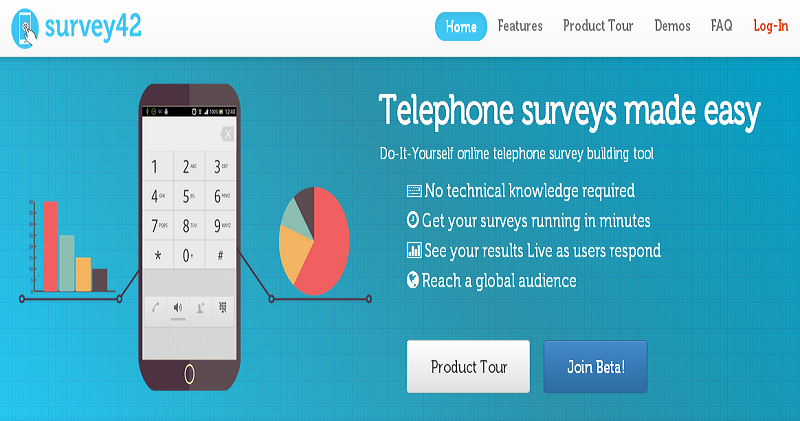 survey42
Home Features Product Tour Demos FAQ Log-In
Telephone surveys made easy
Do-It-Yourself online telephone survey building tool
No technical knowledge required
Get your surveys running in minutes
See your results Live as users respond
Reach a global audience
Product Tour Join Beta!
100% 12:40
1 2 ABC 3 DEF
4 GHI 5 JKL 6 MNO
7 PQRS 8 TUV 9 WXYZ
* 0 + #